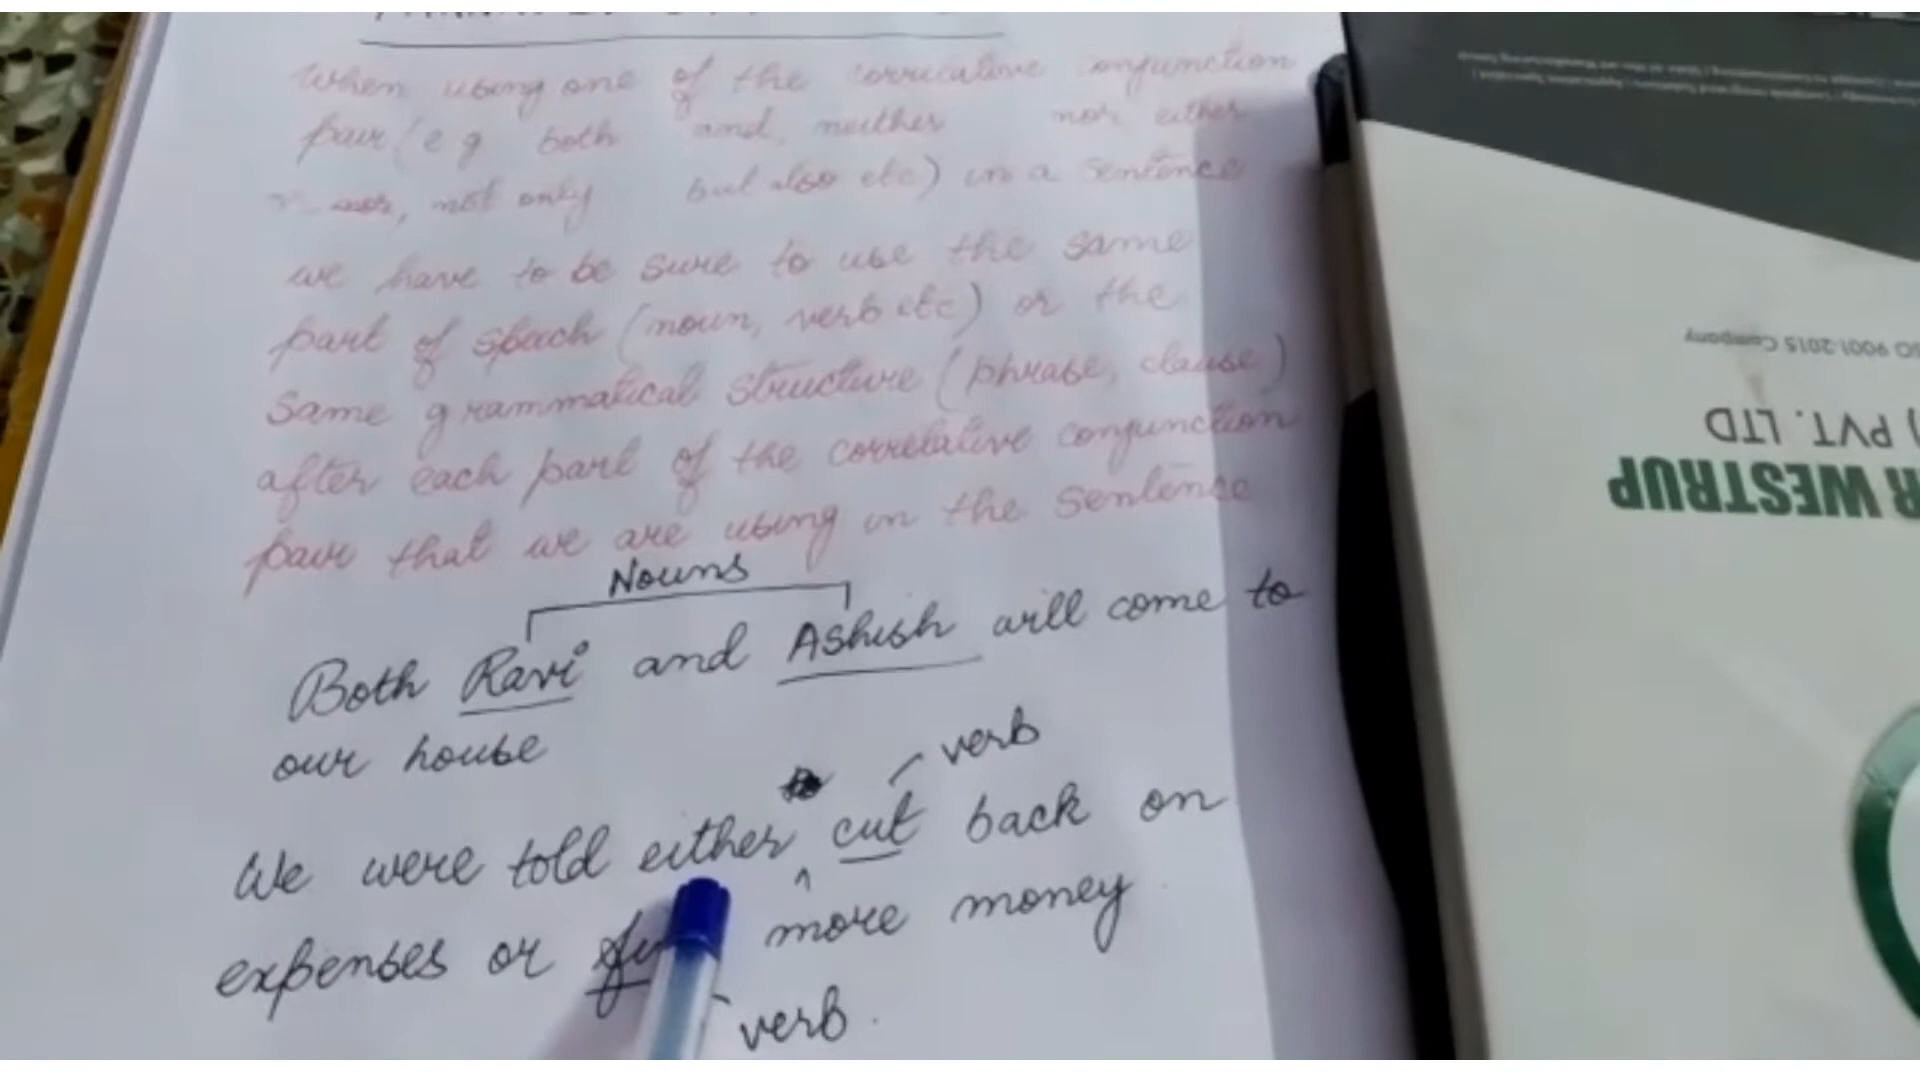 When using one of the correlative conjunction
pair (e g both and, neither nor either
nor, not only but also etc) in a sentence
we have to be sure to use the same
part of speach (noun, verb etc) or the
same grammatical structure (phrase, clause)
after each part of the correlative conjunction
pair that we are using in the sentence
Nouns
Both Ravi and Ashish will come to
our house
verb
We were told either cut back on
expenses or more money
verb.
ISO 9001:2015 Company
) PVT. LTD
R WESTRUP